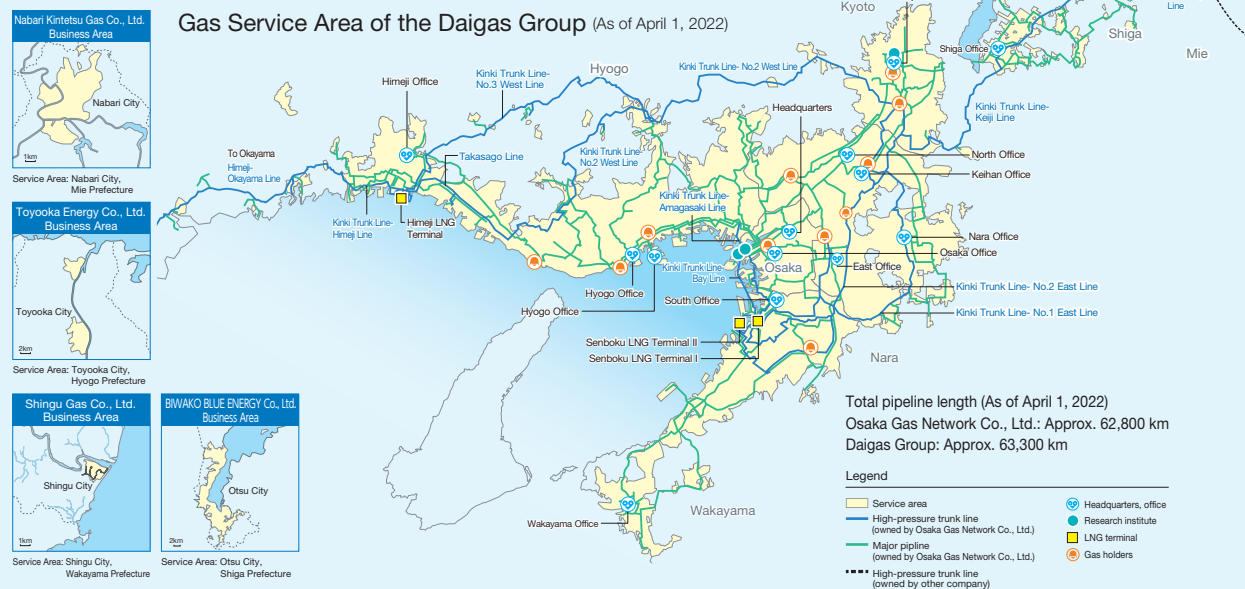 Gas Service Area of the Daigas Group (As of April 1, 2022)
Nabari Kintetsu Gas Co., Ltd.
Business Area
Nabari City
1km
Service Area: Nabari City,
Mie Prefecture
Toyooka Energy Co., Ltd.
Business Area
Toyooka City
2km
Service Area: Toyooka City,
Hyogo Prefecture
Shingu Gas Co., Ltd.
Business Area
Shingu City
1km
Service Area: Shingu City,
Wakayama Prefecture
BIWAKO BLUE ENERGY Co., Ltd.
Business Area
Otsu City
2km
Service Area: Otsu City,
Shiga Prefecture
Kyoto
Line
Shiga
Shiga Office
Mie
Hyogo
Kinki Trunk Line- No.2 West Line
Kinki Trunk Line-
No.3 West Line
Himeji Office
Headquarters
Kinki Trunk Line-
Keiji Line
To Okayama
Himeji-
Okayama Line
Takasago Line
Kinki Trunk Line-
No.2 West Line
North Office
Keihan Office
Kinki Trunk Line-
Amagasaki Line
Kinki Trunk Line-
Himeji Line
Himeji LNG
Terminal
Nara Office
Osaka Office
Osaka
East Office
Kinki Trunk Line-
Bay Line
Hyogo Office
Hyogo Office
South Office
Kinki Trunk Line- No.2 East Line
Kinki Trunk Line- No.1 East Line
Senboku LNG Terminal II
Senboku LNG Terminal I
Nara
Wakayama Office
Wakayama
Total pipeline length (As of April 1, 2022)
Osaka Gas Network Co., Ltd.: Approx. 62,800 km
Daigas Group: Approx. 63,300 km
Legend
Service area
High-pressure trunk line
(owned by Osaka Gas Network Co., Ltd.)
Major pipline
(owned by Osaka Gas Network Co., Ltd.)
High-pressure trunk line
(owned by other company)
Headquarters, office
Research institute
LNG terminal
Gas holders